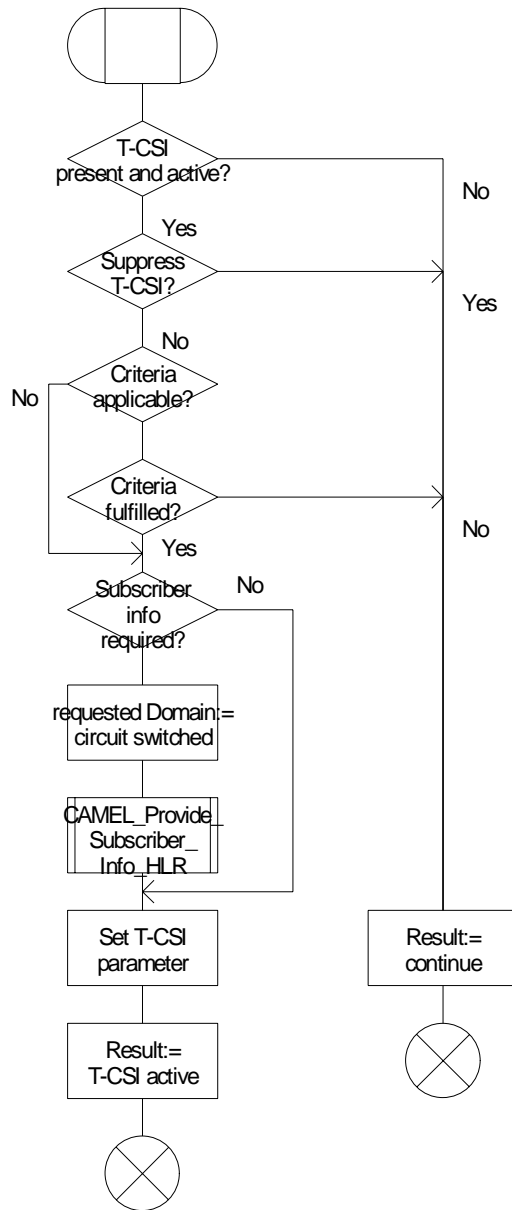 T-CSI
present and active?
No
Yes
Suppress
T-CSI?
Yes
No
Criteria
applicable?
No
Criteria
fulfilled?
No
Yes
Subscriber
info
required?
No
requested Domain:=
circuit switched
CAMEL_Provide_
Subscriber_
Info_HLR
Set T-CSI
parameter
Result:=
continue
Result:=
T-CSI active